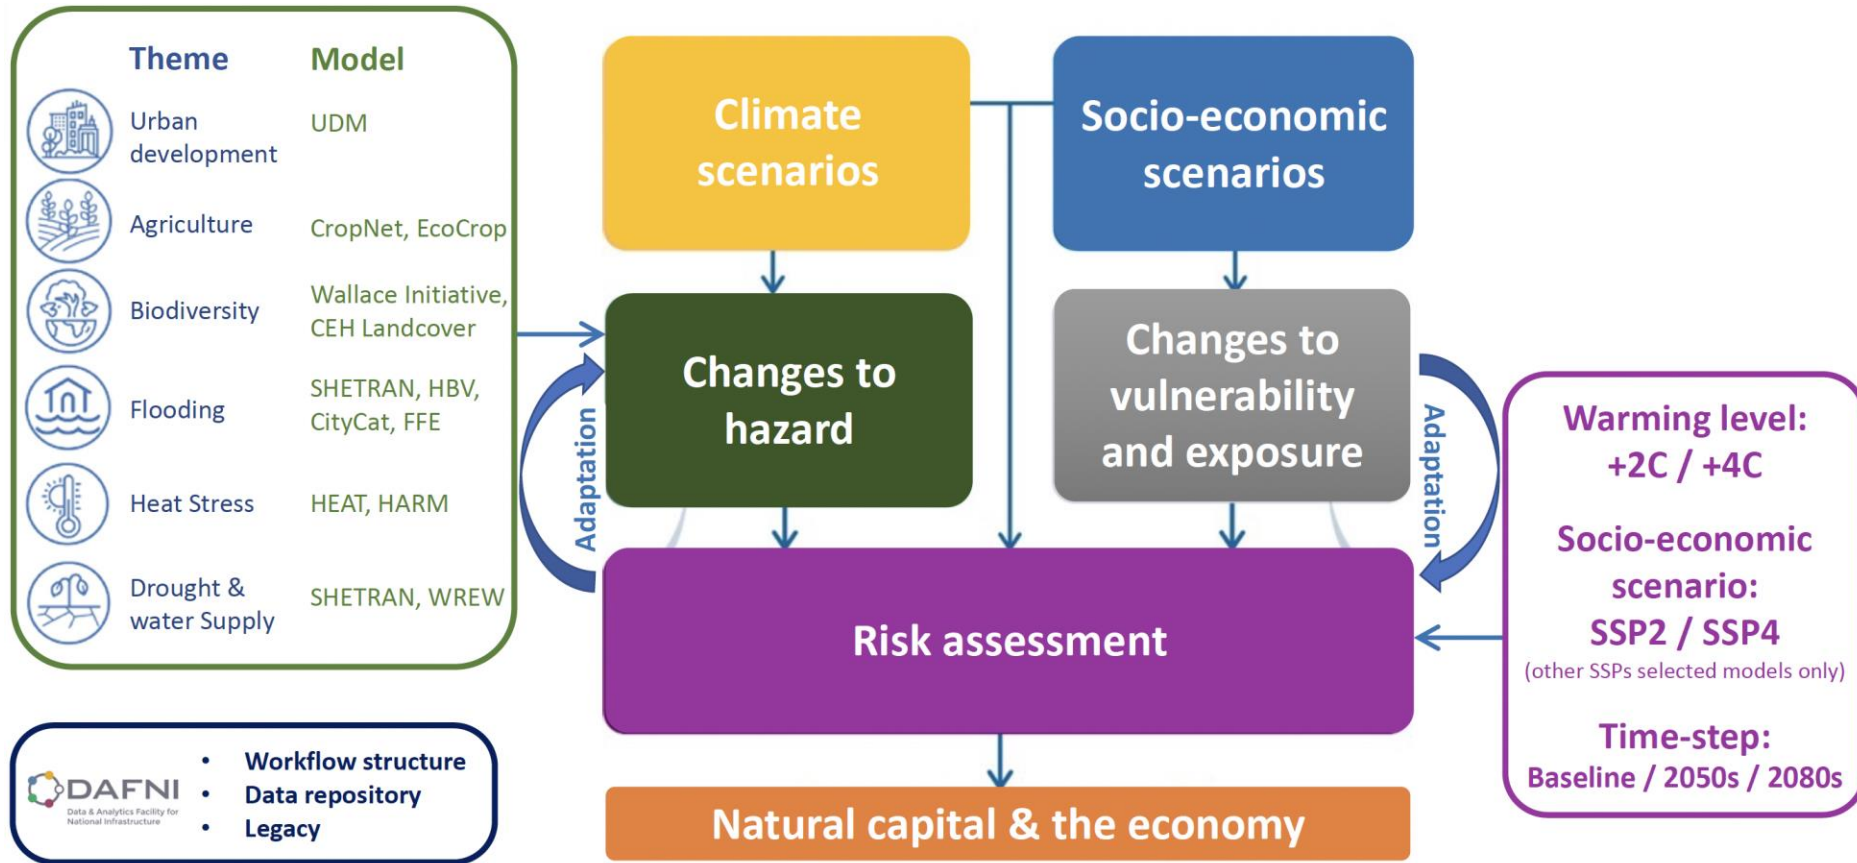 Theme
Model
Urban
development
UDM
Agriculture
CropNet, EcoCrop
Biodiversity
Wallace Initiative,
CEH Landcover
Flooding
SHETRAN, HBV,
CityCat, FFE
Heat Stress
HEAT, HARM
Drought &
water Supply
SHETRAN, WREW
DAFNI
Data & Analytics Facility for
National Infrastructure
• Workflow structure
• Data repository
• Legacy
Climate
scenarios
Socio-economic
scenarios
Changes to
hazard
Changes to
vulnerability
and exposure
Adaptation
Adaptation
Risk assessment
Natural capital & the economy
Warming level:
+2C / +4C
Socio-economic
scenario:
SSP2 / SSP4
(other SSPs selected models only)
Time-step:
Baseline / 2050s / 2080s